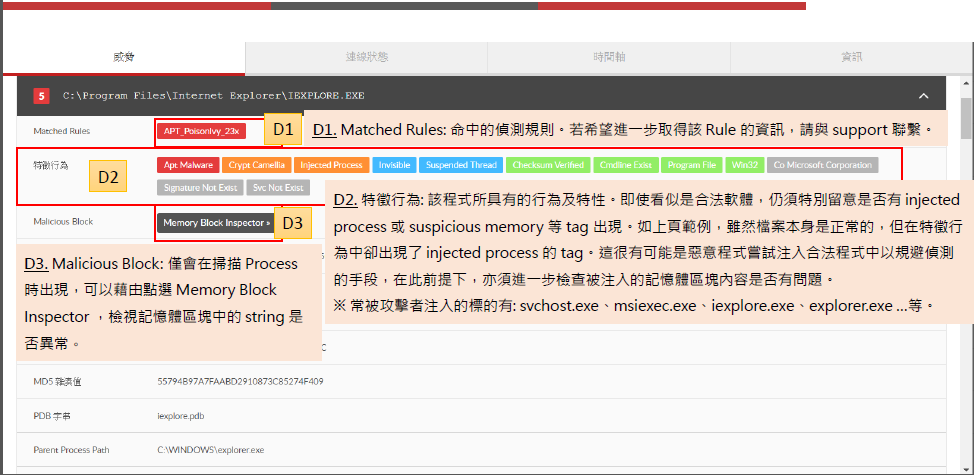 威脅 連線狀態 時間軸 資訊
5 C:\Program Files\Internet Explorer\IEXPLORE.EXE
Matched Rules APT_PoisonIvy_23x D1
D1. Matched Rules: 命中的偵測規則。若希望進一步取得該 Rule 的資訊，請與 support 聯繫。
特徵行為 D2 Apt Malware Crypt Camellia Injected Process Invisible Suspended Thread Checksum Verified Cmdline Exist Program File Win32 Co Microsoft Corporation
Signature Not Exist Svc Not Exist
D2. 特徵行為: 該程式所具有的行為及特性。即使看似是合法軟體，仍須特別留意是否有 injected
process 或 suspicious memory 等 tag 出現。如上頁範例，雖然檔案本身是正常的，但在特徵行
為中卻出現了 injected process 的 tag。這很有可能是惡意程式嘗試注入合法程式中以規避偵測
的手段，在此前提下，亦須進一步檢查被注入的記憶體區塊內容是否有問題。
※ 常被攻擊者注入的標的有: svchost.exe、msiexec.exe、iexplore.exe、explorer.exe ...等。
Malicious Block Memory Block Inspector » D3
D3. Malicious Block: 僅會在掃描 Process
時出現，可以藉由點選 Memory Block
Inspector ，檢視記憶體區塊中的 string 是
否異常。
C
MD5 雜湊值 55794B97A7FAABD2910873C85274F409
PDB 字串 iexplore.pdb
Parent Process Path C:\WINDOWS\explorer.exe